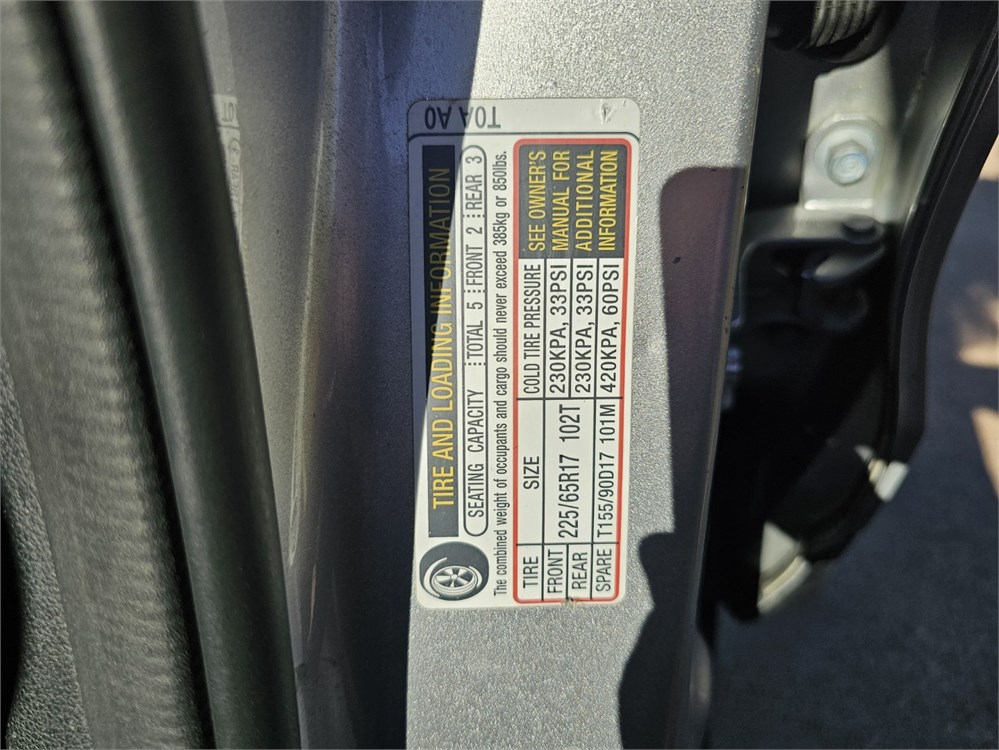 T0A A0
TIRE AND LOADING INFORMATION
SEATING CAPACITY TOTAL 5 FRONT 2 REAR 3
The combined weight of occupants and cargo should never exceed 385kg or 850lbs.
TIRE SIZE COLD TIRE PRESSURE
FRONT 225/65R17 102T 230KPA, 33PSI
REAR 230KPA, 33PSI
SPARE T155/90D17 101M 420KPA, 60PSI
SEE OWNER'S
MANUAL FOR
ADDITIONAL
INFORMATION